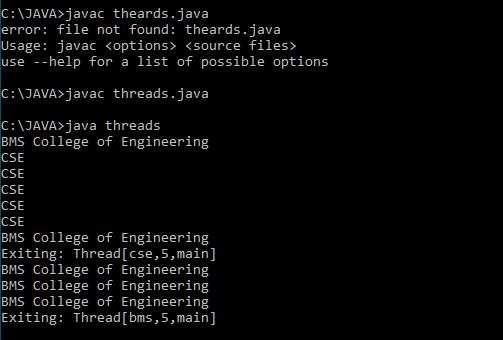 C:\JAVA>javac theards.java
error: file not found: theards.java
Usage: javac <options> <source files>
use --help for a list of possible options
C:\JAVA>javac threads.java
C:\JAVA>java threads
BMS College of Engineering
CSE
CSE
CSE
CSE
CSE
BMS College of Engineering
Exiting: Thread[cse,5,main]
BMS College of Engineering
BMS College of Engineering
BMS College of Engineering
Exiting: Thread[bms,5,main]